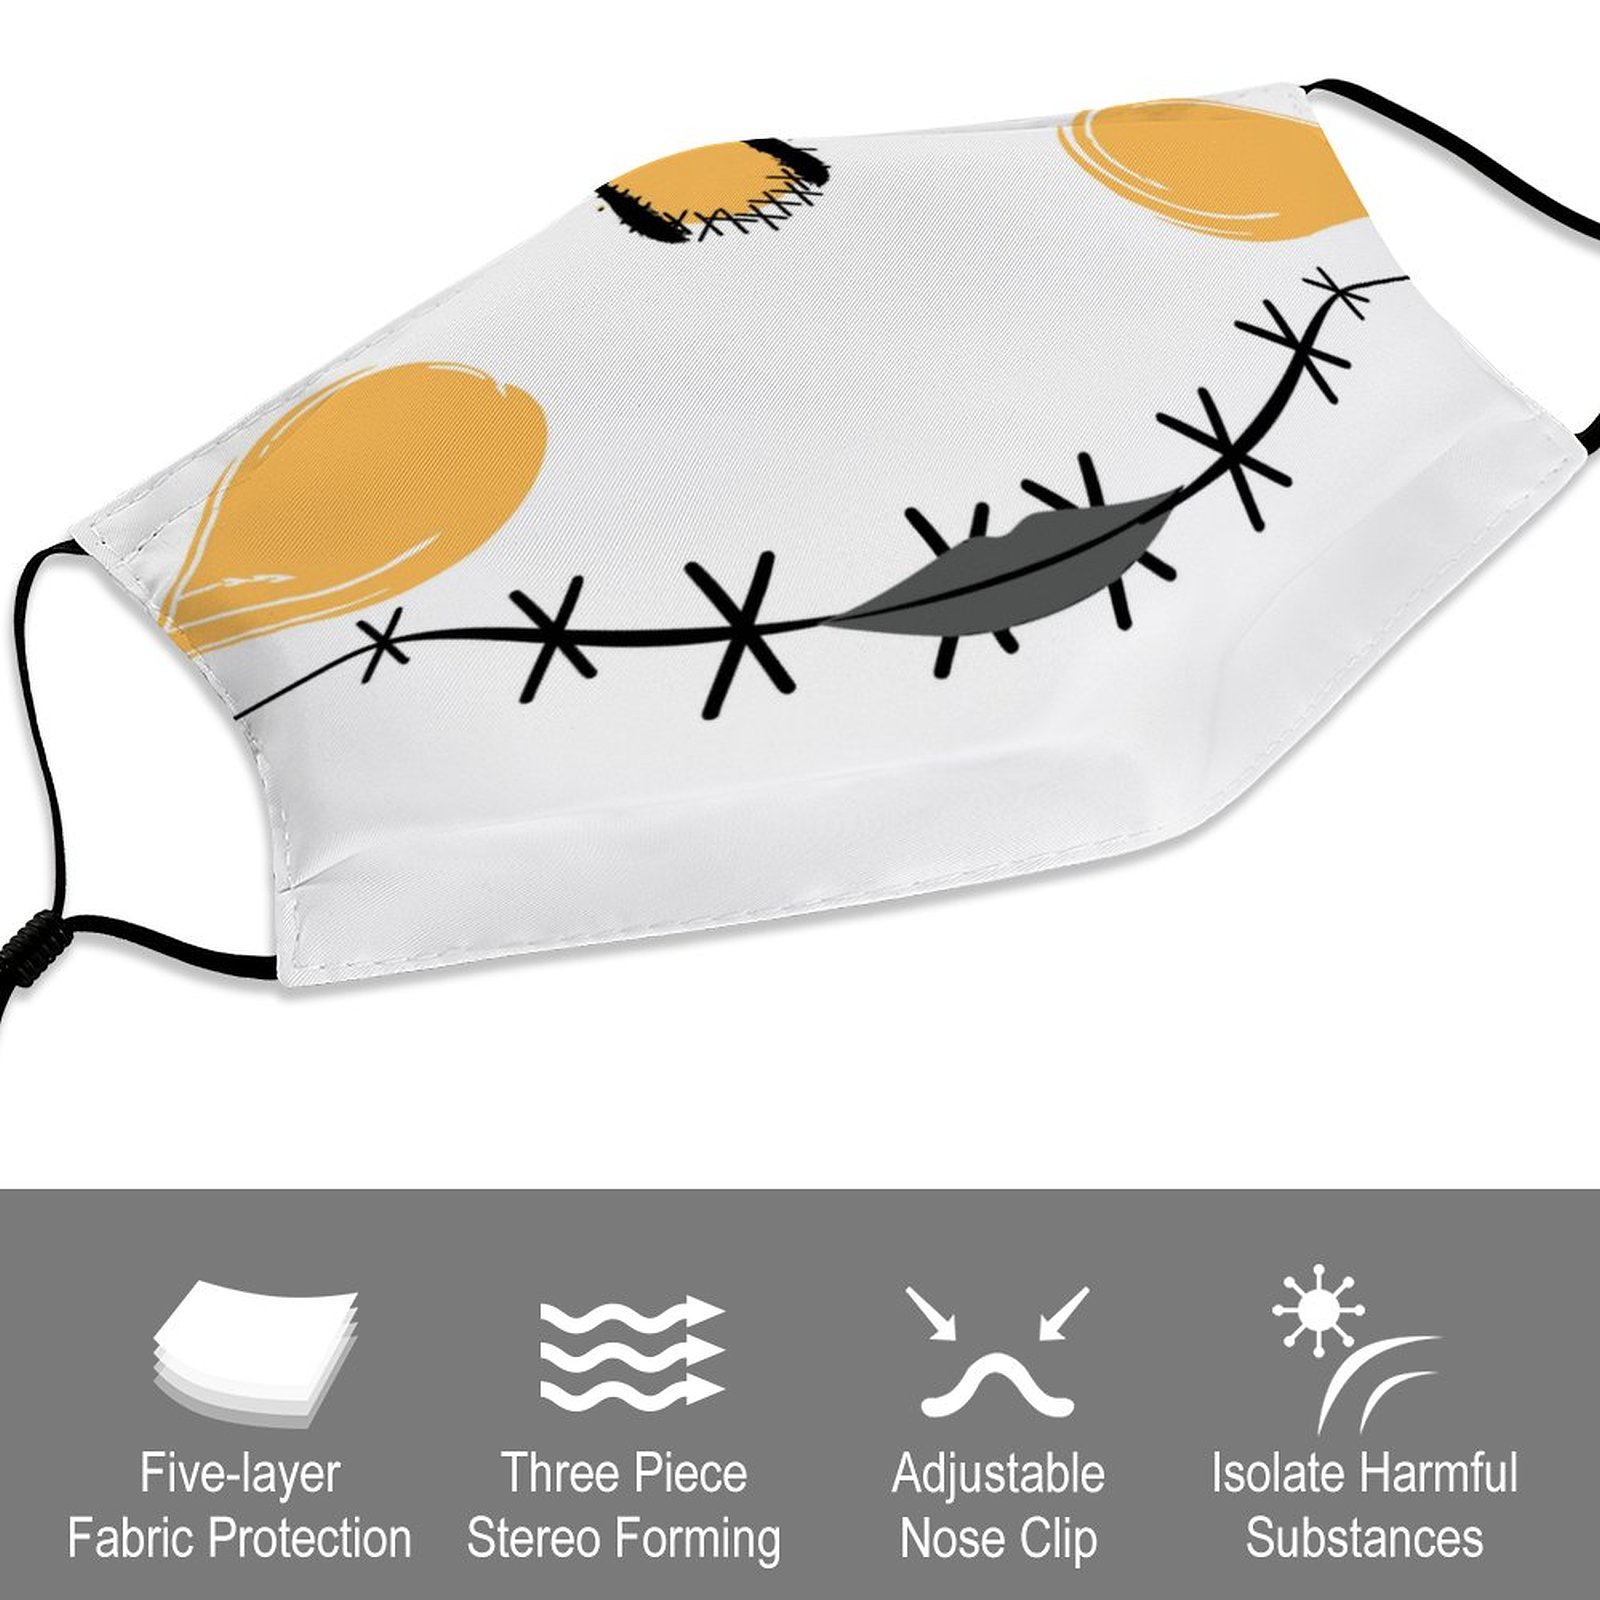 Five-layer
Fabric Protection
Three Piece
Stereo Forming
Adjustable
Nose Clip
Isolate Harmful
Substances